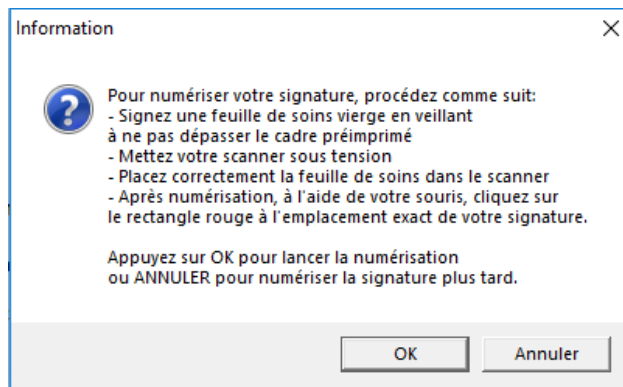 Information
Pour numériser votre signature, procédez comme suit:
- Signez une feuille de soins vierge en veillant
à ne pas dépasser le cadre préimprimé
- Mettez votre scanner sous tension
- Placez correctement la feuille de soins dans le scanner
- Après numérisation, à l'aide de votre souris, cliquez sur
le rectangle rouge à l'emplacement exact de votre signature.
Appuyez sur OK pour lancer la numérisation
ou ANNULER pour numériser la signature plus tard.
OK
Annuler